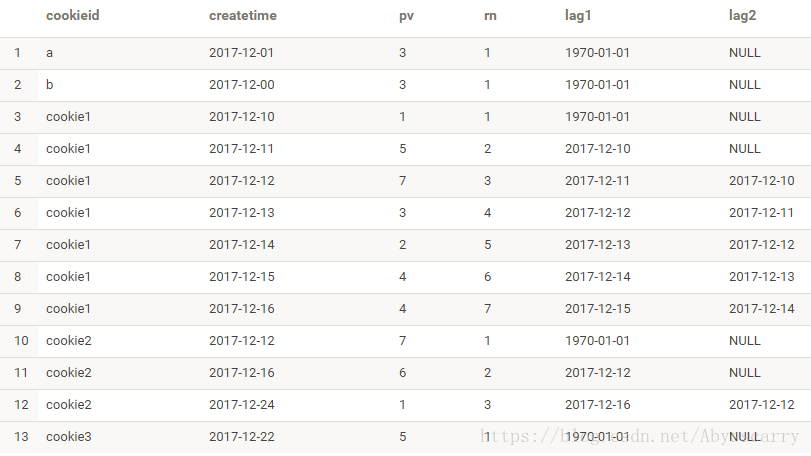 cookieid createtime pv rn lag1 lag2
1 a 2017-12-01 3 1 1970-01-01 NULL
2 b 2017-12-00 3 1 1970-01-01 NULL
3 cookie1 2017-12-10 1 1 1970-01-01 NULL
4 cookie1 2017-12-11 5 2 2017-12-10 NULL
5 cookie1 2017-12-12 7 3 2017-12-11 2017-12-10
6 cookie1 2017-12-13 3 4 2017-12-12 2017-12-11
7 cookie1 2017-12-14 2 5 2017-12-13 2017-12-12
8 cookie1 2017-12-15 4 6 2017-12-14 2017-12-13
9 cookie1 2017-12-16 4 7 2017-12-15 2017-12-14
10 cookie2 2017-12-12 7 1 1970-01-01 NULL
11 cookie2 2017-12-16 6 2 2017-12-12 NULL
12 cookie2 2017-12-24 1 3 2017-12-16 2017-12-12
13 cookie3 2017-12-22 5 1 1970-01-01 NULL